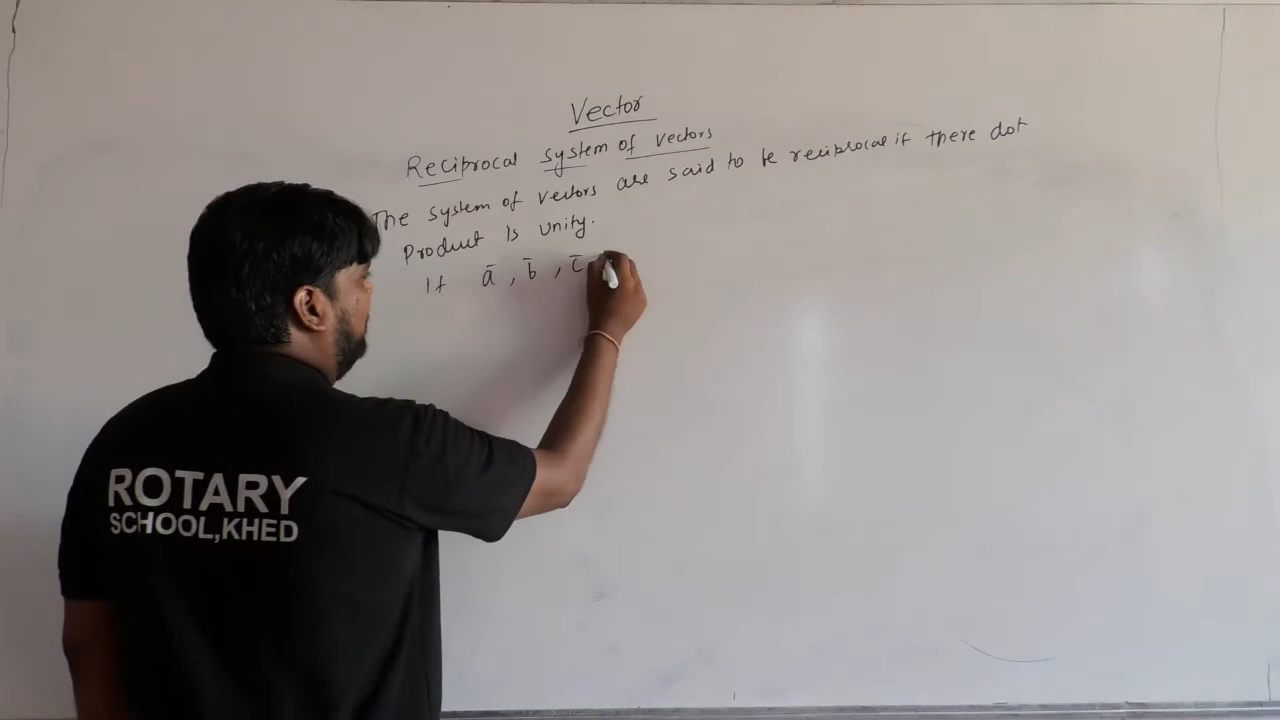 Vector
Reciprocal system of vectors
The system of vectors are said to be reciprocal if there dot
Product is unity.
If a̅, b̅, c̅
ROTARY
SCHOOL,KHED